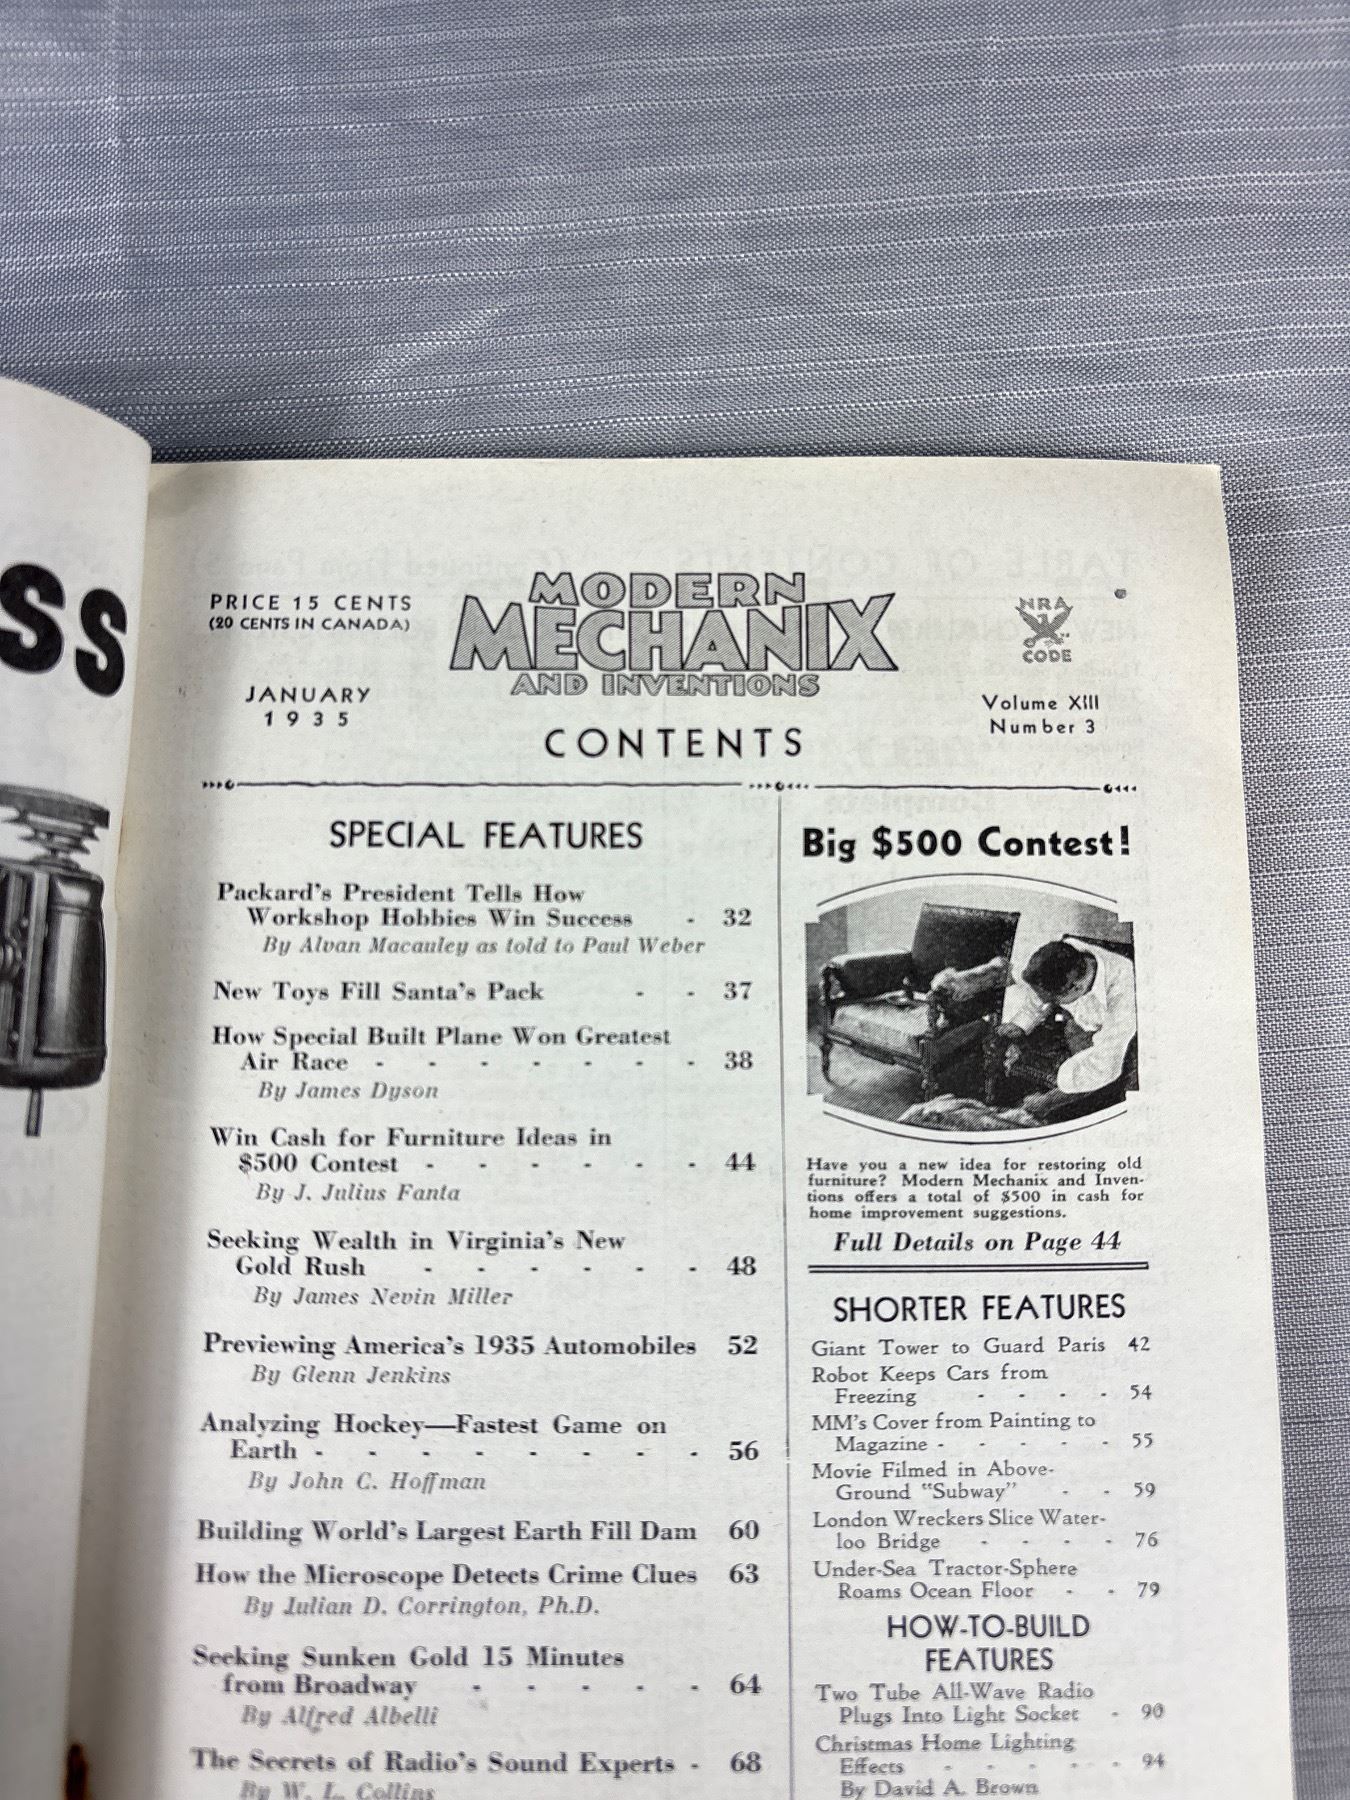 ss
PRICE 15 CENTS
(20 CENTS IN CANADA)
JANUARY
1935
MODERN
MECHANIX
AND INVENTIONS
CONTENTS
NRA
CODE
Volume XIII
Number 3
SPECIAL FEATURES
Packard's President Tells How
Workshop Hobbies Win Success - 32
By Alvan Macauley as told to Paul Weber
New Toys Fill Santa's Pack - - 37
How Special Built Plane Won Greatest
Air Race - - - - - - - 38
By James Dyson
Win Cash for Furniture Ideas in
$500 Contest - - - - - - 44
By J. Julius Fanta
Seeking Wealth in Virginia's New
Gold Rush - - - - - - 48
By James Nevin Miller
Previewing America's 1935 Automobiles 52
By Glenn Jenkins
Analyzing Hockey—Fastest Game on
Earth - - - - - - - - 56
By John C. Hoffman
Building World's Largest Earth Fill Dam 60
How the Microscope Detects Crime Clues 63
By Julian D. Corrington, Ph.D.
Seeking Sunken Gold 15 Minutes
from Broadway - - - - - 64
By Alfred Albelli
The Secrets of Radio's Sound Experts - 68
By W. L. Collins
Big $500 Contest!
Have you a new idea for restoring old
furniture? Modern Mechanix and Inven-
tions offers a total of $500 in cash for
home improvement suggestions.
Full Details on Page 44
SHORTER FEATURES
Giant Tower to Guard Paris 42
Robot Keeps Cars from
Freezing - - - - 54
MM's Cover from Painting to
Magazine - - - - - 55
Movie Filmed in Above-
Ground "Subway" - - 59
London Wreckers Slice Water-
loo Bridge - - - - 76
Under-Sea Tractor-Sphere
Roams Ocean Floor - - 79
HOW-TO-BUILD
FEATURES
Two Tube All-Wave Radio
Plugs Into Light Socket - 90
Christmas Home Lighting
Effects - - - - - 94
By David A. Brown